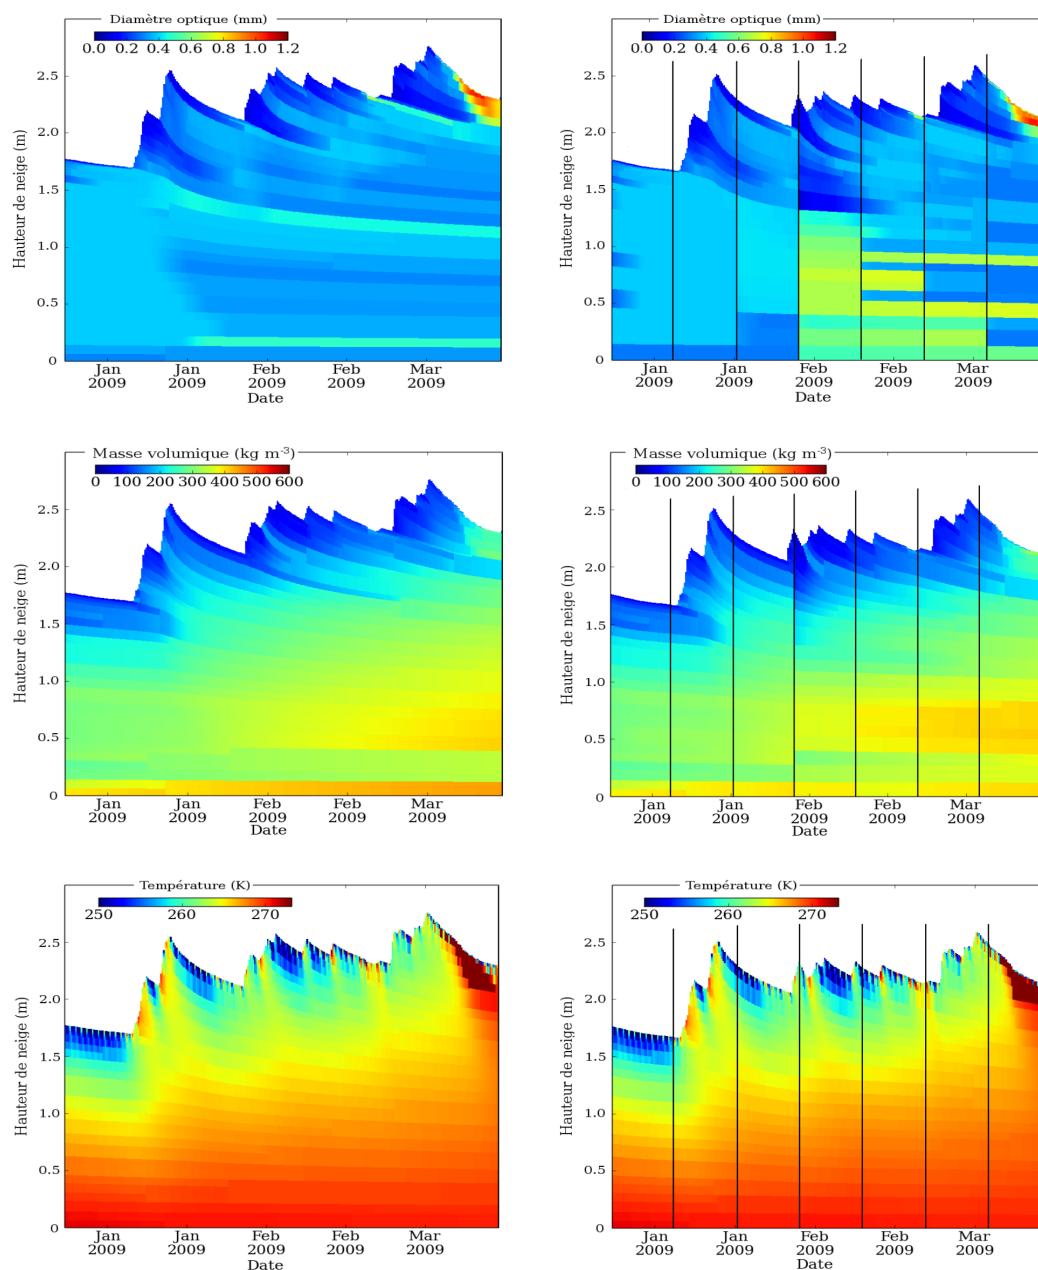 Diamètre optique (mm)
0.0 0.2 0.4 0.6 0.8 1.0 1.2
Hauteur de neige (m)
2.5
2.0
1.5
1.0
0.5
0
Jan Jan Feb Feb Mar
2009 2009 2009 2009 2009
Date
Diamètre optique (mm)
0.0 0.2 0.4 0.6 0.8 1.0 1.2
Hauteur de neige (m)
2.5
2.0
1.5
1.0
0.5
0
Jan Jan Feb Feb Mar
2009 2009 2009 2009 2009
Date
Masse volumique (kg m-3)
0 100 200 300 400 500 600
Hauteur de neige (m)
2.5
2.0
1.5
1.0
0.5
0
Jan Jan Feb Feb Mar
2009 2009 2009 2009 2009
Date
Masse volumique (kg m-3)
0 100 200 300 400 500 600
Hauteur de neige (m)
2.5
2.0
1.5
1.0
0.5
0
Jan Jan Feb Feb Mar
2009 2009 2009 2009 2009
Date
Température (K)
250 260 270
Hauteur de neige (m)
2.5
2.0
1.5
1.0
0.5
0
Jan Jan Feb Feb Mar
2009 2009 2009 2009 2009
Date
Température (K)
250 260 270
Hauteur de neige (m)
2.5
2.0
1.5
1.0
0.5
0
Jan Jan Feb Feb Mar
2009 2009 2009 2009 2009
Date